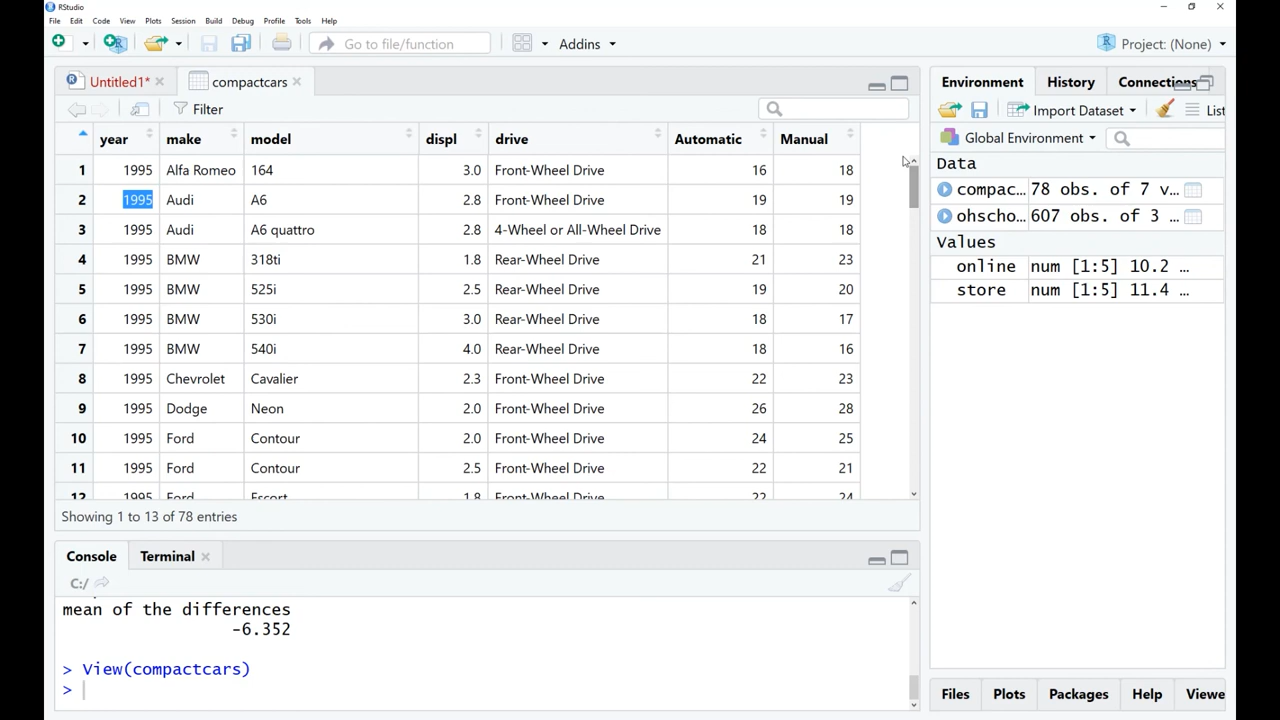 RStudio
File Edit Code View Plots Session Build Debug Profile Tools Help
Go to file/function Addins Project: (None)
Untitled1* compactcars
Filter
year make model displ drive Automatic Manual
1 1995 Alfa Romeo 164 3.0 Front-Wheel Drive 16 18
2 1995 Audi A6 2.8 Front-Wheel Drive 19 19
3 1995 Audi A6 quattro 2.8 4-Wheel or All-Wheel Drive 18 18
4 1995 BMW 318ti 1.8 Rear-Wheel Drive 21 23
5 1995 BMW 525i 2.5 Rear-Wheel Drive 19 20
6 1995 BMW 530i 3.0 Rear-Wheel Drive 18 17
7 1995 BMW 540i 4.0 Rear-Wheel Drive 18 16
8 1995 Chevrolet Cavalier 2.3 Front-Wheel Drive 22 23
9 1995 Dodge Neon 2.0 Front-Wheel Drive 26 28
10 1995 Ford Contour 2.0 Front-Wheel Drive 24 25
11 1995 Ford Contour 2.5 Front-Wheel Drive 22 21
12 1995 Ford Escort 1.8 Front-Wheel Drive 22 24
Showing 1 to 13 of 78 entries
Console Terminal
C:/
mean of the differences
-6.352
> View(compactcars)
>
Environment History Connections
Import Dataset List
Global Environment
Data
compac... 78 obs. of 7 v...
ohscho... 607 obs. of 3 ...
Values
online num [1:5] 10.2 ...
store num [1:5] 11.4 ...
Files Plots Packages Help Viewe